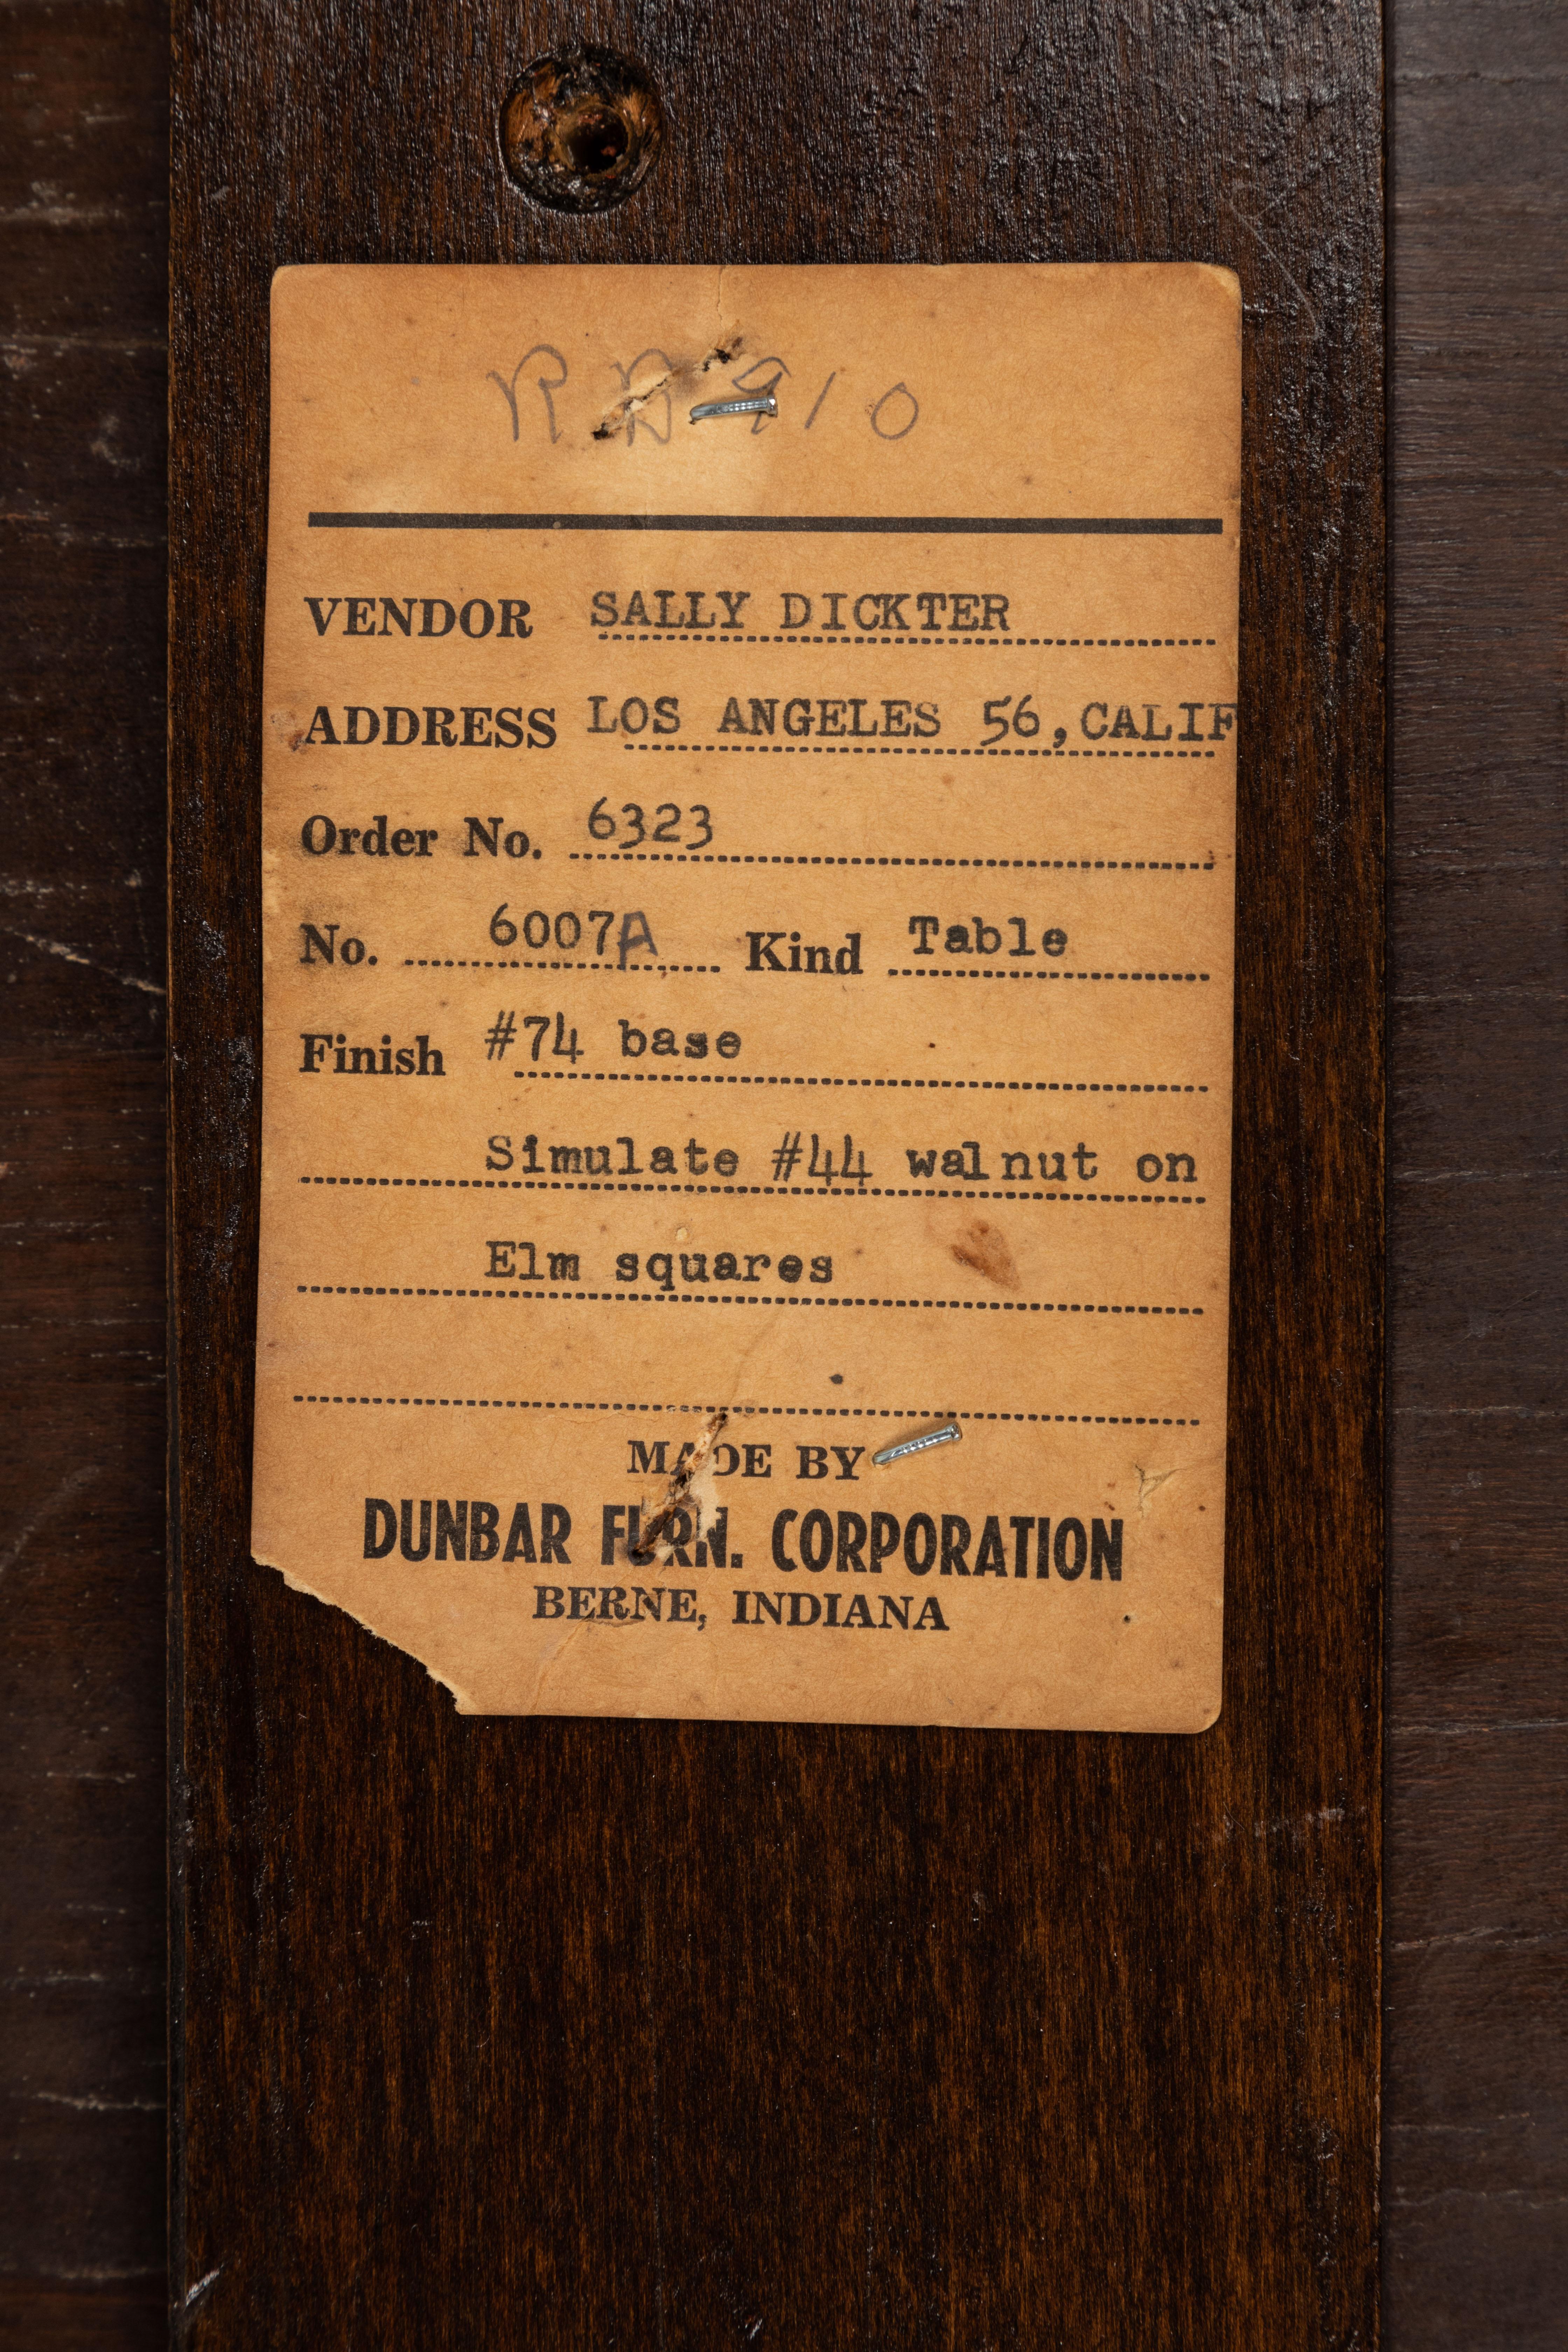 VENDOR SALLY DICKTER
ADDRESS LOS ANGELES 56,CALIF
Order No. 6323
No. 6007A Kind Table
Finish #74 base
Simulate #44 walnut on
Elm squares
MADE BY
DUNBAR FURN. CORPORATION
BERNE, INDIANA